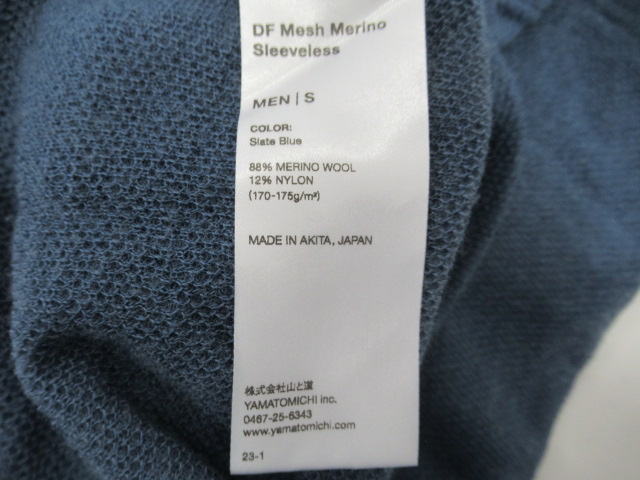 DF Mesh Merino
Sleeveless
MEN | S
COLOR:
Slate Blue
88% MERINO WOOL
12% NYLON
(170-175g/m²)
MADE IN AKITA, JAPAN
株式会社山と道
YAMATOMICHI inc.
0467-25-6343
www.yamatomichi.com
23-1